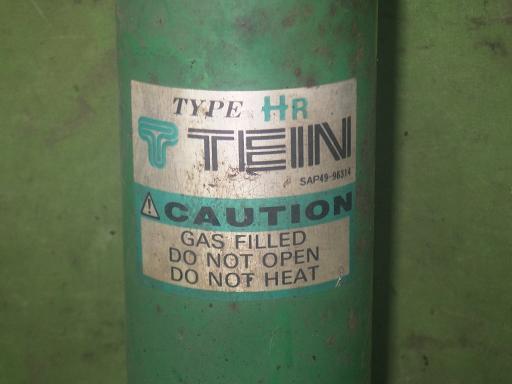 TYPE HR
TEIN
SAP49-96314
CAUTION
GAS FILLED
DO NOT OPEN
DO NOT HEAT